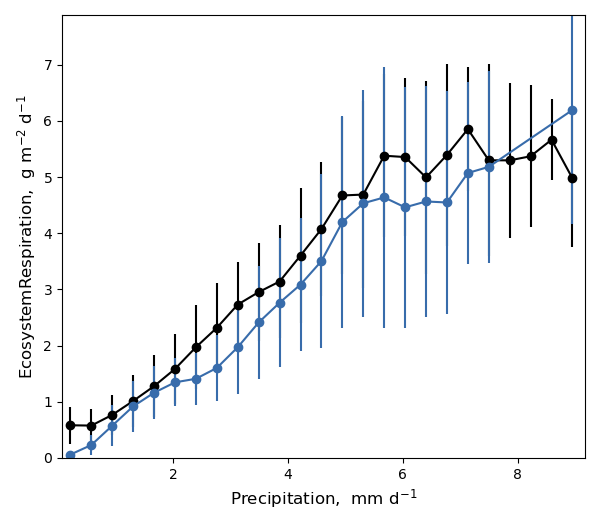 7
6
5
4
3
2
1
0
EcosystemRespiration,  g m⁻² d⁻¹
2 4 6 8
Precipitation,  mm d⁻¹